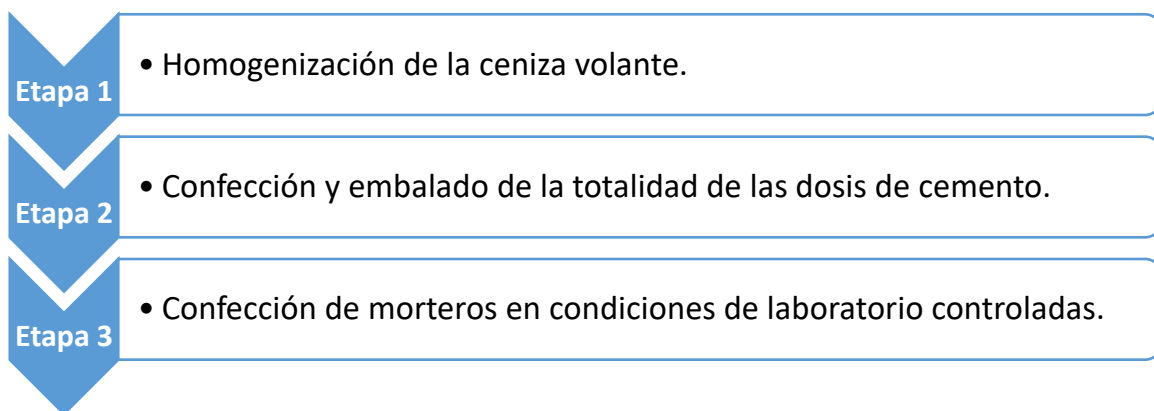 Etapa 1
• Homogenización de la ceniza volante.
Etapa 2
• Confección y embalado de la totalidad de las dosis de cemento.
Etapa 3
• Confección de morteros en condiciones de laboratorio controladas.